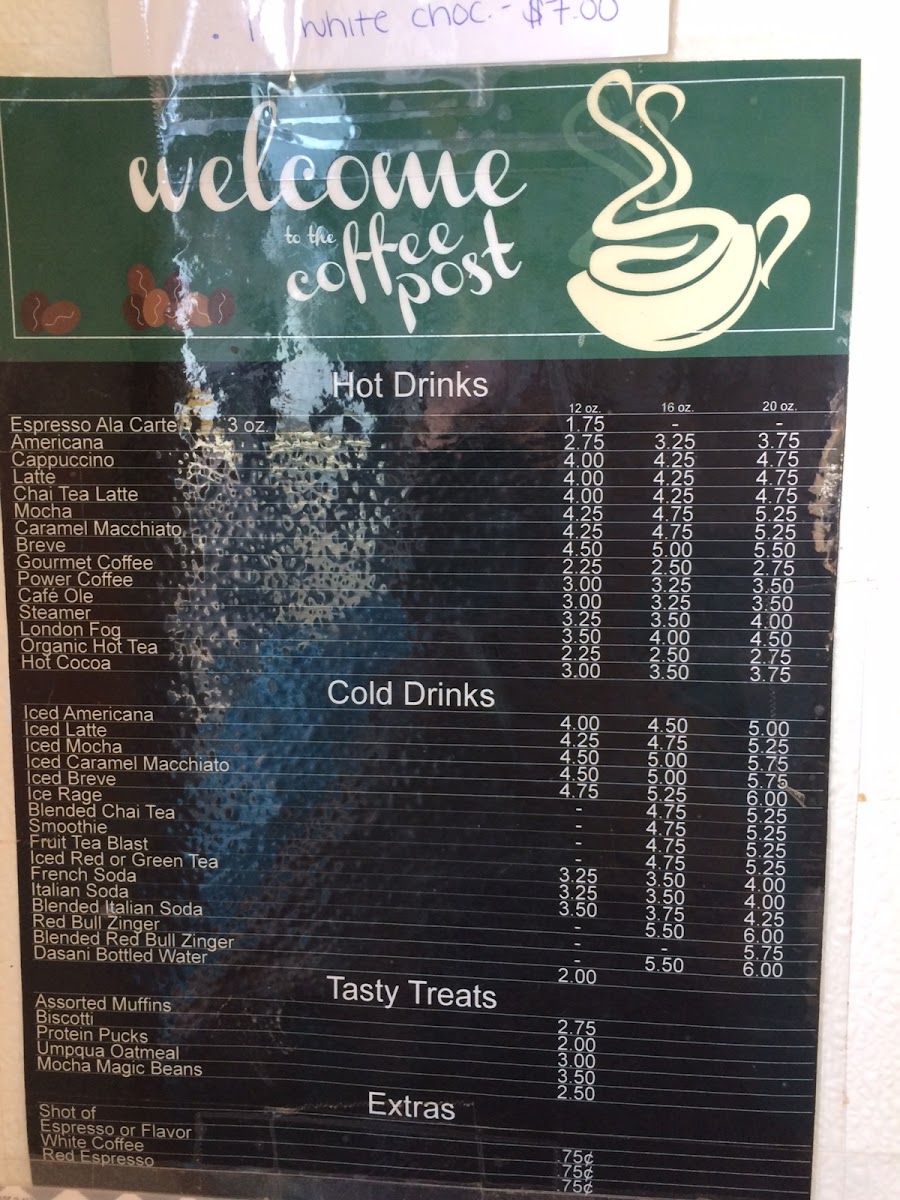 white choc. - $7.00
welcome
to the
coffee
post
Hot Drinks
12 oz. 16 oz. 20 oz.
Espresso Ala Carte 3 oz. 1.75 - -
Americana 2.75 3.25 3.75
Cappuccino 4.00 4.25 4.75
Latte 4.00 4.25 4.75
Chai Tea Latte 4.00 4.25 4.75
Mocha 4.25 4.75 5.25
Caramel Macchiato 4.25 4.75 5.25
Breve 4.50 5.00 5.50
Gourmet Coffee 2.25 2.50 2.75
Power Coffee 3.00 3.25 3.50
Café Ole 3.00 3.25 3.50
Steamer 3.25 3.50 4.00
London Fog 3.50 4.00 4.50
Organic Hot Tea 2.25 2.50 2.75
Hot Cocoa 3.00 3.50 3.75
Cold Drinks
Iced Americana 4.00 4.50 5.00
Iced Latte 4.25 4.75 5.25
Iced Mocha 4.50 5.00 5.75
Iced Caramel Macchiato 4.50 5.00 5.75
Iced Breve 4.75 5.25 6.00
Ice Rage - 4.75 5.25
Blended Chai Tea - 4.75 5.25
Smoothie - 4.75 5.25
Fruit Tea Blast - 4.75 5.25
Iced Red or Green Tea 3.25 3.50 4.00
French Soda 3.25 3.50 4.00
Italian Soda 3.50 3.75 4.25
Blended Italian Soda - 5.50 6.00
Red Bull Zinger - - 5.75
Blended Red Bull Zinger - 5.50 6.00
Dasani Bottled Water 2.00
Tasty Treats
Assorted Muffins 2.75
Biscotti 2.00
Protein Pucks 3.00
Umpqua Oatmeal 3.50
Mocha Magic Beans 2.50
Extras
Shot of
Espresso or Flavor .75¢
White Coffee .75¢
Red Espresso .75¢